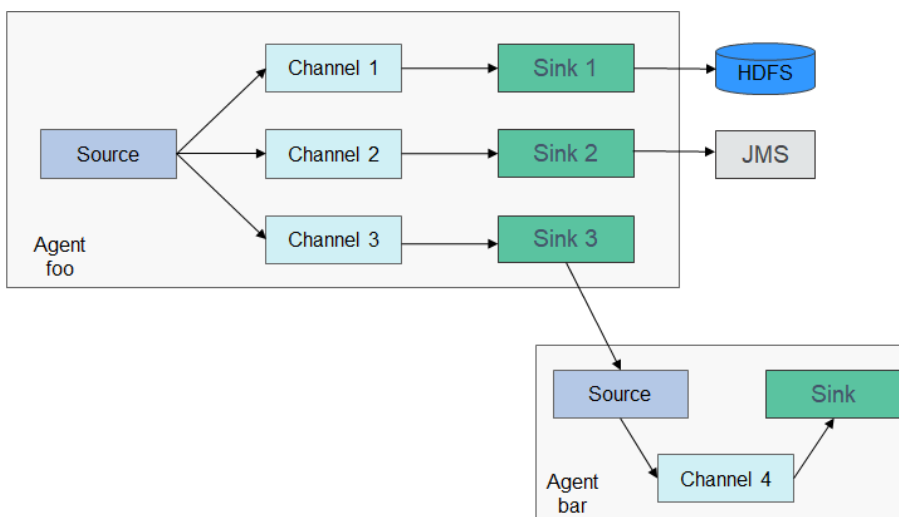 Channel 1
Sink 1
HDFS
Source
Channel 2
Sink 2
JMS
Channel 3
Sink 3
Agent
foo
Source
Sink
Channel 4
Agent
bar